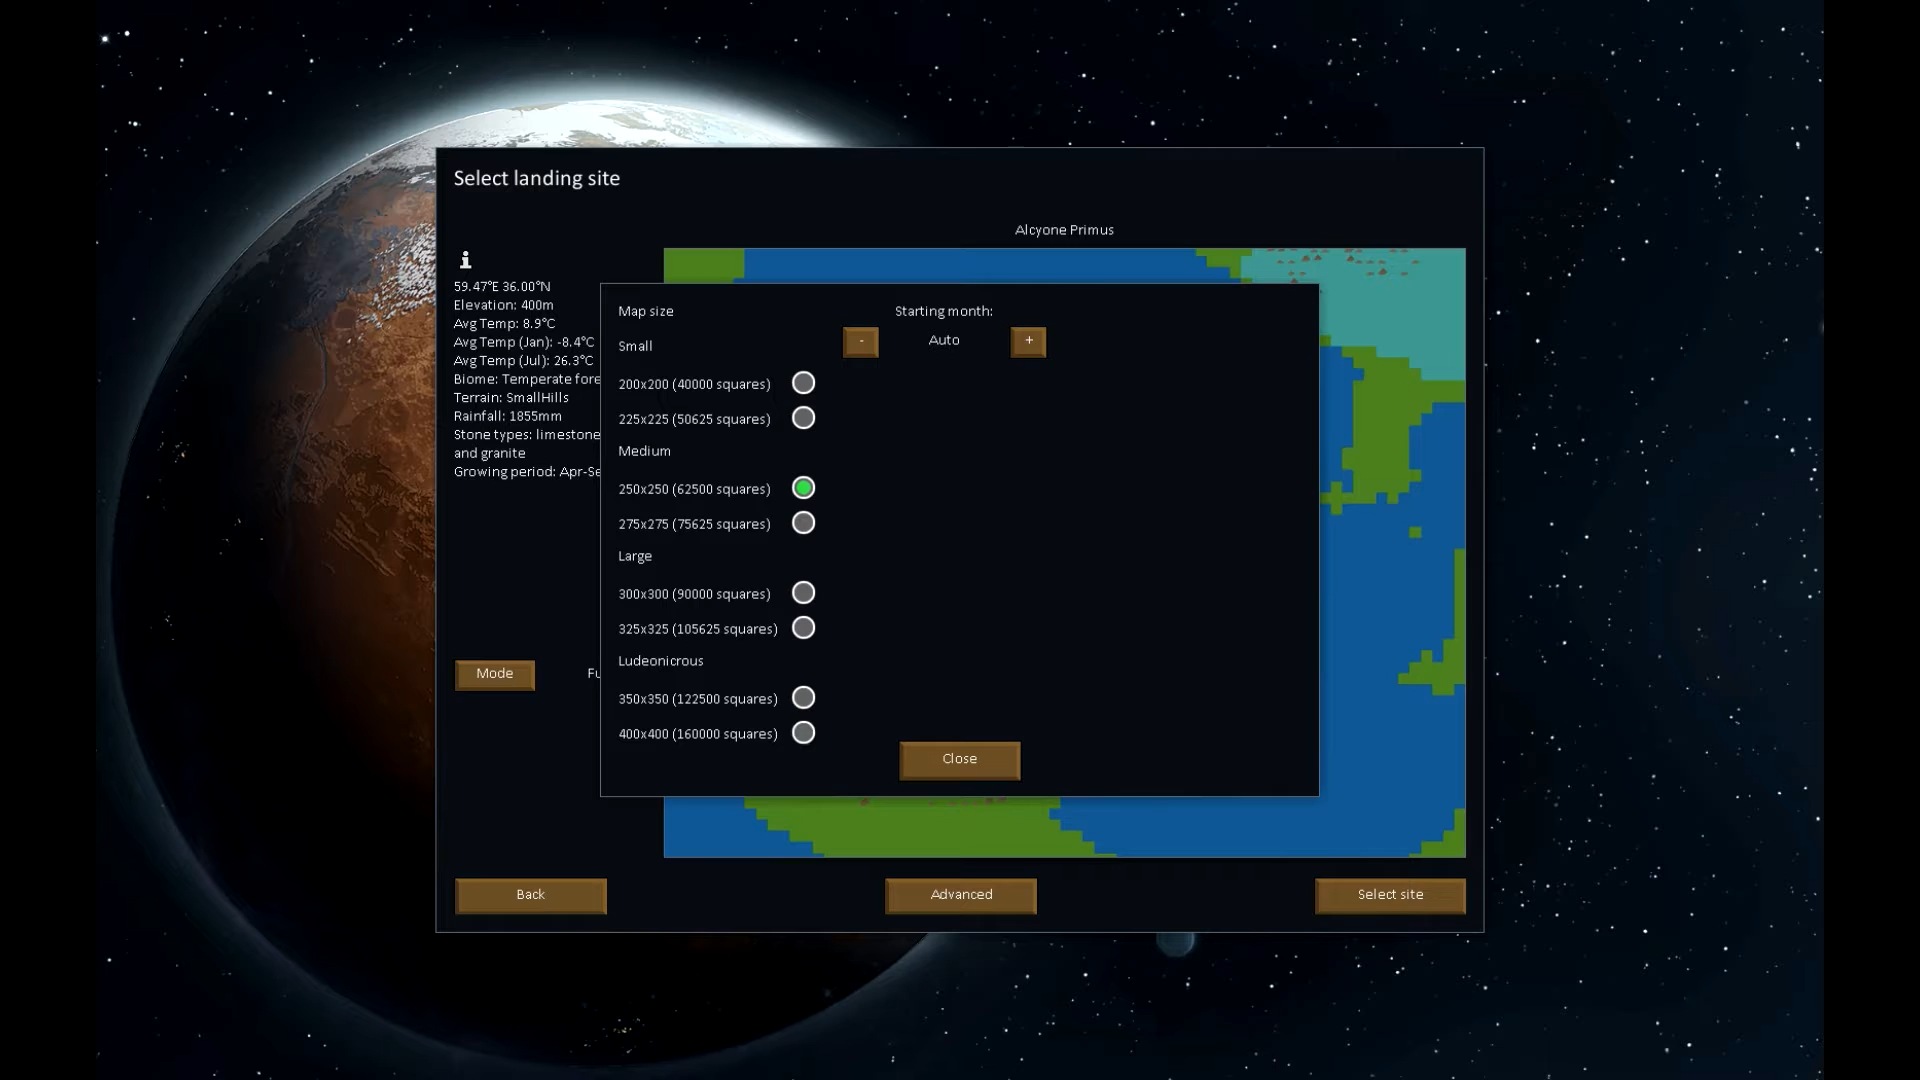 Select landing site
Alcyone Primus
59.47°E 36.00°N
Elevation: 400m
Avg Temp: 8.9°C
Avg Temp (Jan): -8.4°C
Avg Temp (Jul): 26.3°C
Biome: Temperate fore
Terrain: SmallHills
Rainfall: 1855mm
Stone types: limestone
and granite
Growing period: Apr-Se
Mode
Fu
Map size
Small
200x200 (40000 squares)
225x225 (50625 squares)
Medium
250x250 (62500 squares)
275x275 (75625 squares)
Large
300x300 (90000 squares)
325x325 (105625 squares)
Ludeonicrous
350x350 (122500 squares)
400x400 (160000 squares)
Starting month:
- Auto +
Close
Back
Advanced
Select site